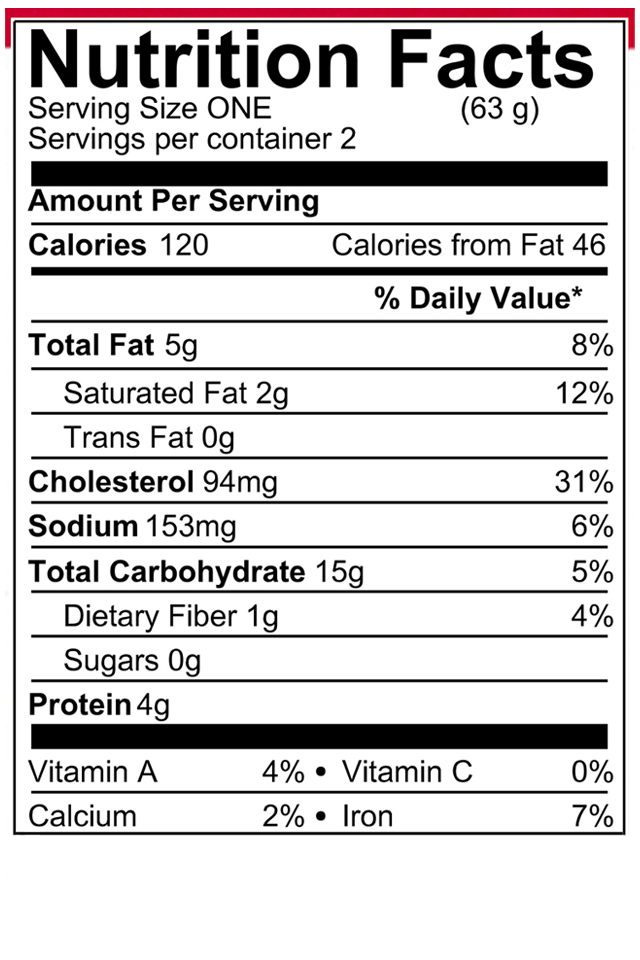 Nutrition Facts
Serving Size ONE (63 g)
Servings per container 2
Amount Per Serving
Calories 120 Calories from Fat 46
% Daily Value*
Total Fat 5g 8%
Saturated Fat 2g 12%
Trans Fat 0g
Cholesterol 94mg 31%
Sodium 153mg 6%
Total Carbohydrate 15g 5%
Dietary Fiber 1g 4%
Sugars 0g
Protein 4g
Vitamin A 4% • Vitamin C 0%
Calcium 2% • Iron 7%